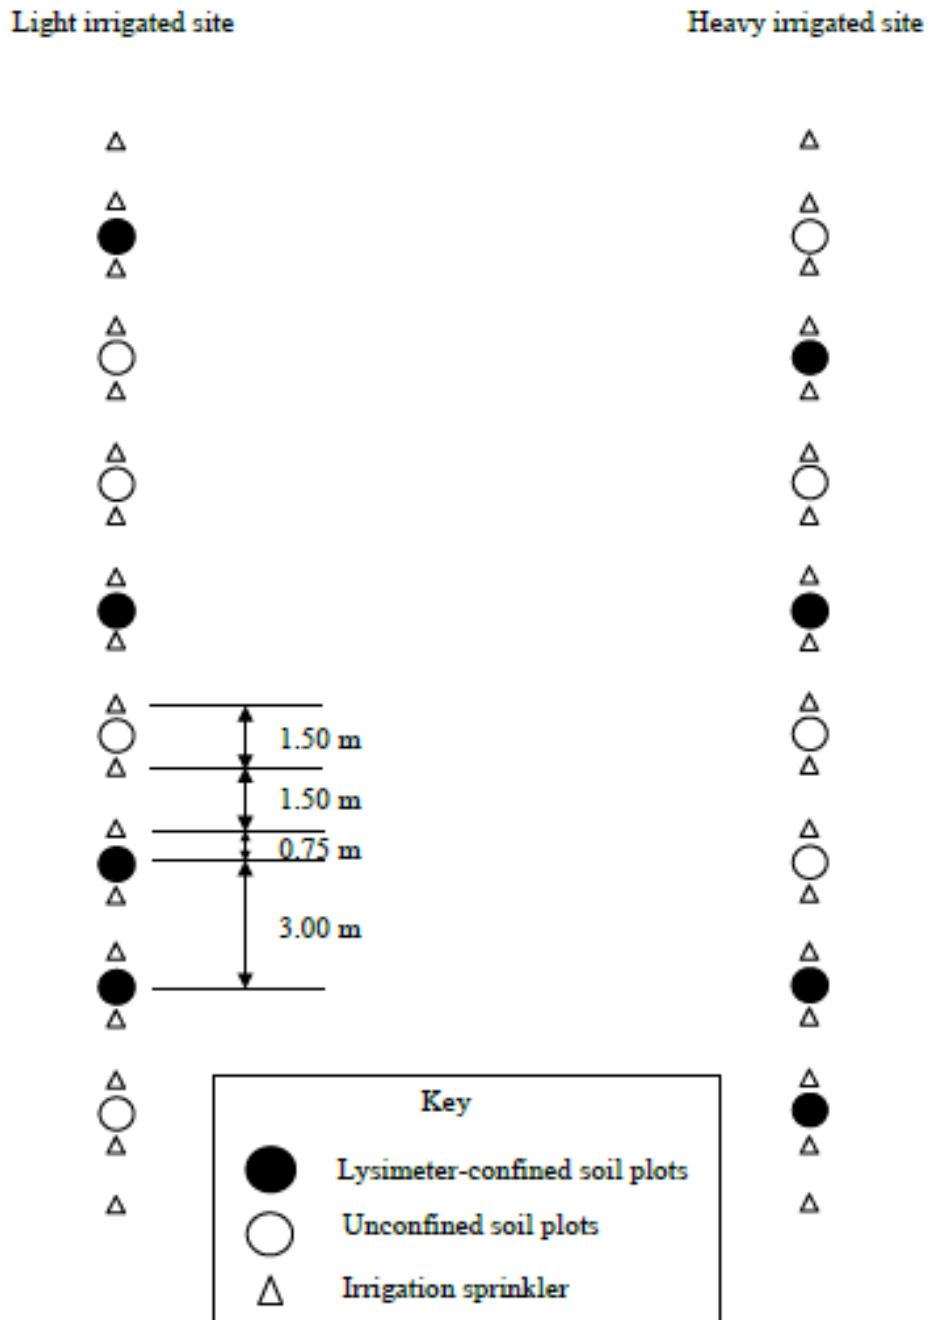 Light irrigated site
Heavy irrigated site
1.50 m
1.50 m
0.75 m
3.00 m
Key
Lysimeter-confined soil plots
Unconfined soil plots
Irrigation sprinkler